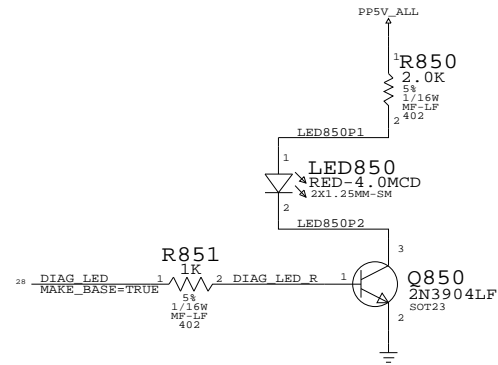 PP5V_ALL
1
R850
2.0K
5%
1/16W
MF-LF
402
2
LED850P1
1
LED850
RED-4.0MCD
2X1.25MM-SM
2
LED850P2
3
R851
1K
28 DIAG_LED 1 2 DIAG_LED_R 1
MAKE_BASE=TRUE
5%
1/16W
MF-LF
402
Q850
2N3904LF
SOT23
2